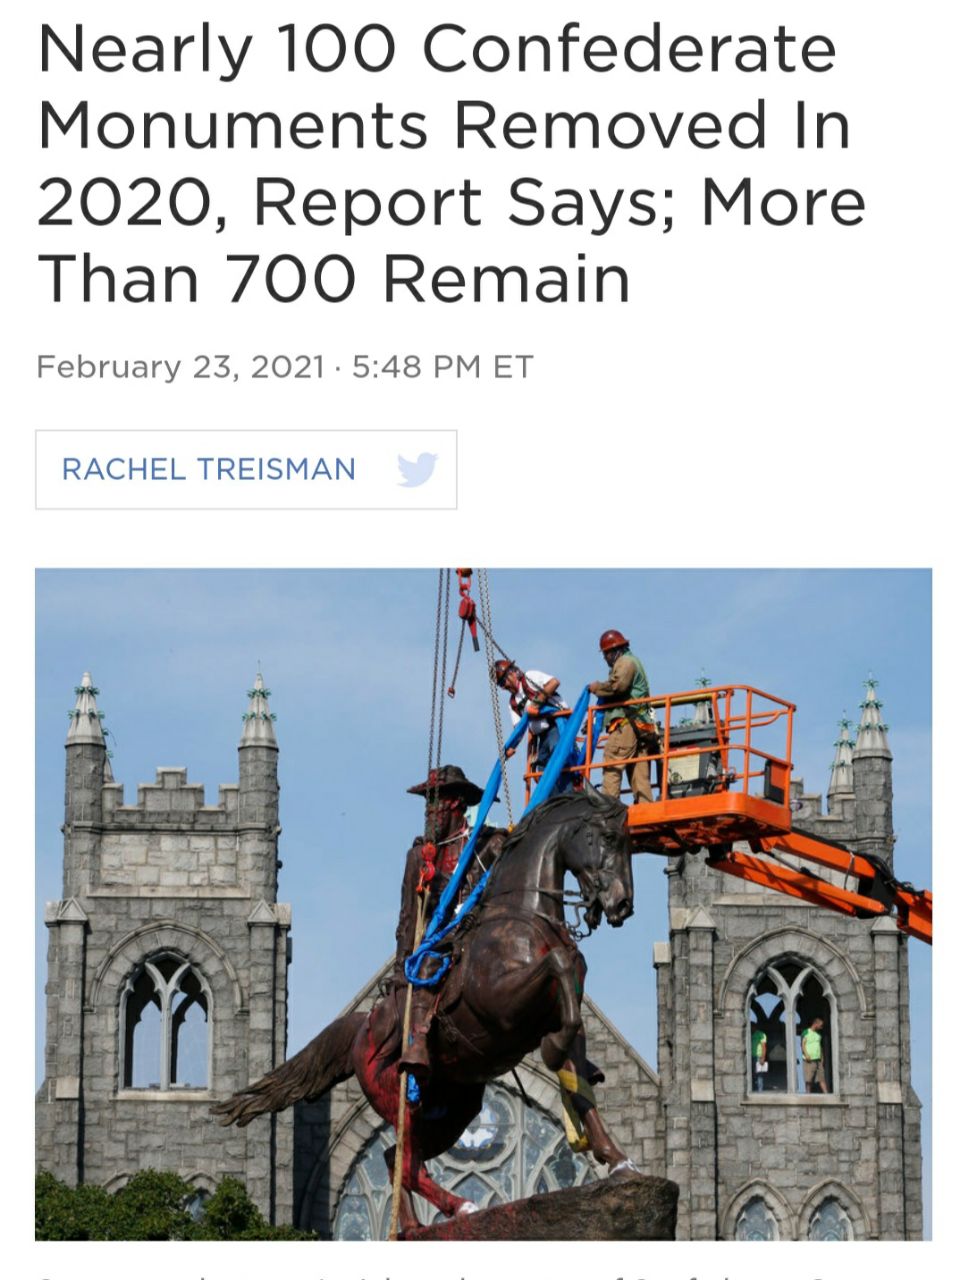 Nearly 100 Confederate
Monuments Removed In
2020, Report Says; More
Than 700 Remain
February 23, 2021 · 5:48 PM ET
RACHEL TREISMAN